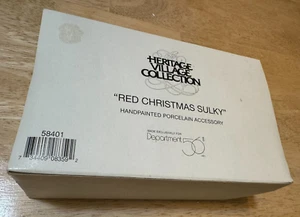 HERITAGE
VILLAGE
COLLECTION
"RED CHRISTMAS SULKY"
HANDPAINTED PORCELAIN ACCESSORY
Department 56
58401